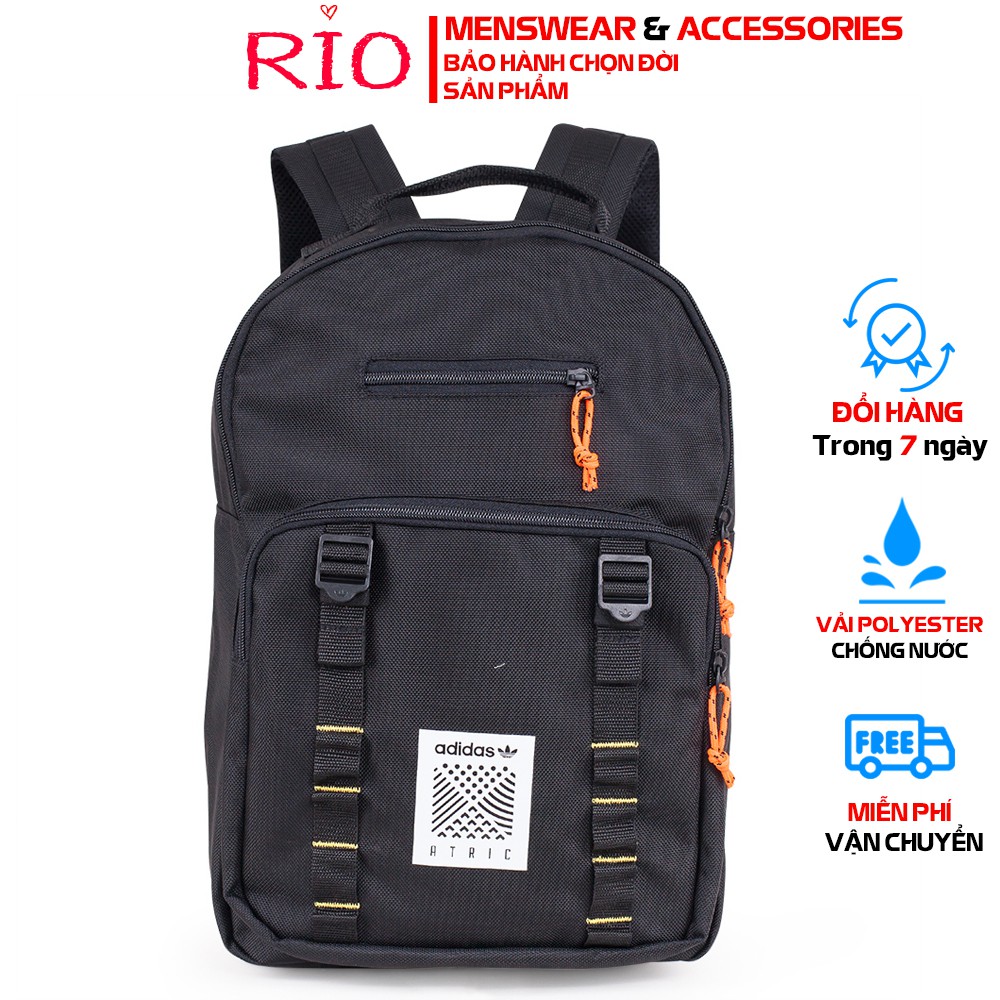 RIO
MENSWEAR & ACCESSORIES
BẢO HÀNH CHỌN ĐỜI
SẢN PHẨM
ĐỔI HÀNG
Trong 7 ngày
VẢI POLYESTER
CHỐNG NƯỚC
FREE
MIỄN PHÍ
VẬN CHUYỂN
adidas
ATRIC